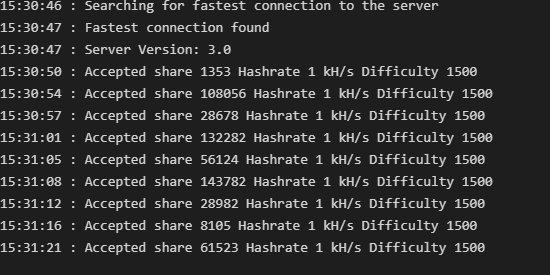 15:30:46 : Searching for fastest connection to the server
15:30:47 : Fastest connection found
15:30:47 : Server Version: 3.0
15:30:50 : Accepted share 1353 Hashrate 1 kH/s Difficulty 1500
15:30:54 : Accepted share 108056 Hashrate 1 kH/s Difficulty 1500
15:30:57 : Accepted share 28678 Hashrate 1 kH/s Difficulty 1500
15:31:01 : Accepted share 132282 Hashrate 1 kH/s Difficulty 1500
15:31:05 : Accepted share 56124 Hashrate 1 kH/s Difficulty 1500
15:31:08 : Accepted share 143782 Hashrate 1 kH/s Difficulty 1500
15:31:12 : Accepted share 28982 Hashrate 1 kH/s Difficulty 1500
15:31:16 : Accepted share 8105 Hashrate 1 kH/s Difficulty 1500
15:31:21 : Accepted share 61523 Hashrate 1 kH/s Difficulty 1500